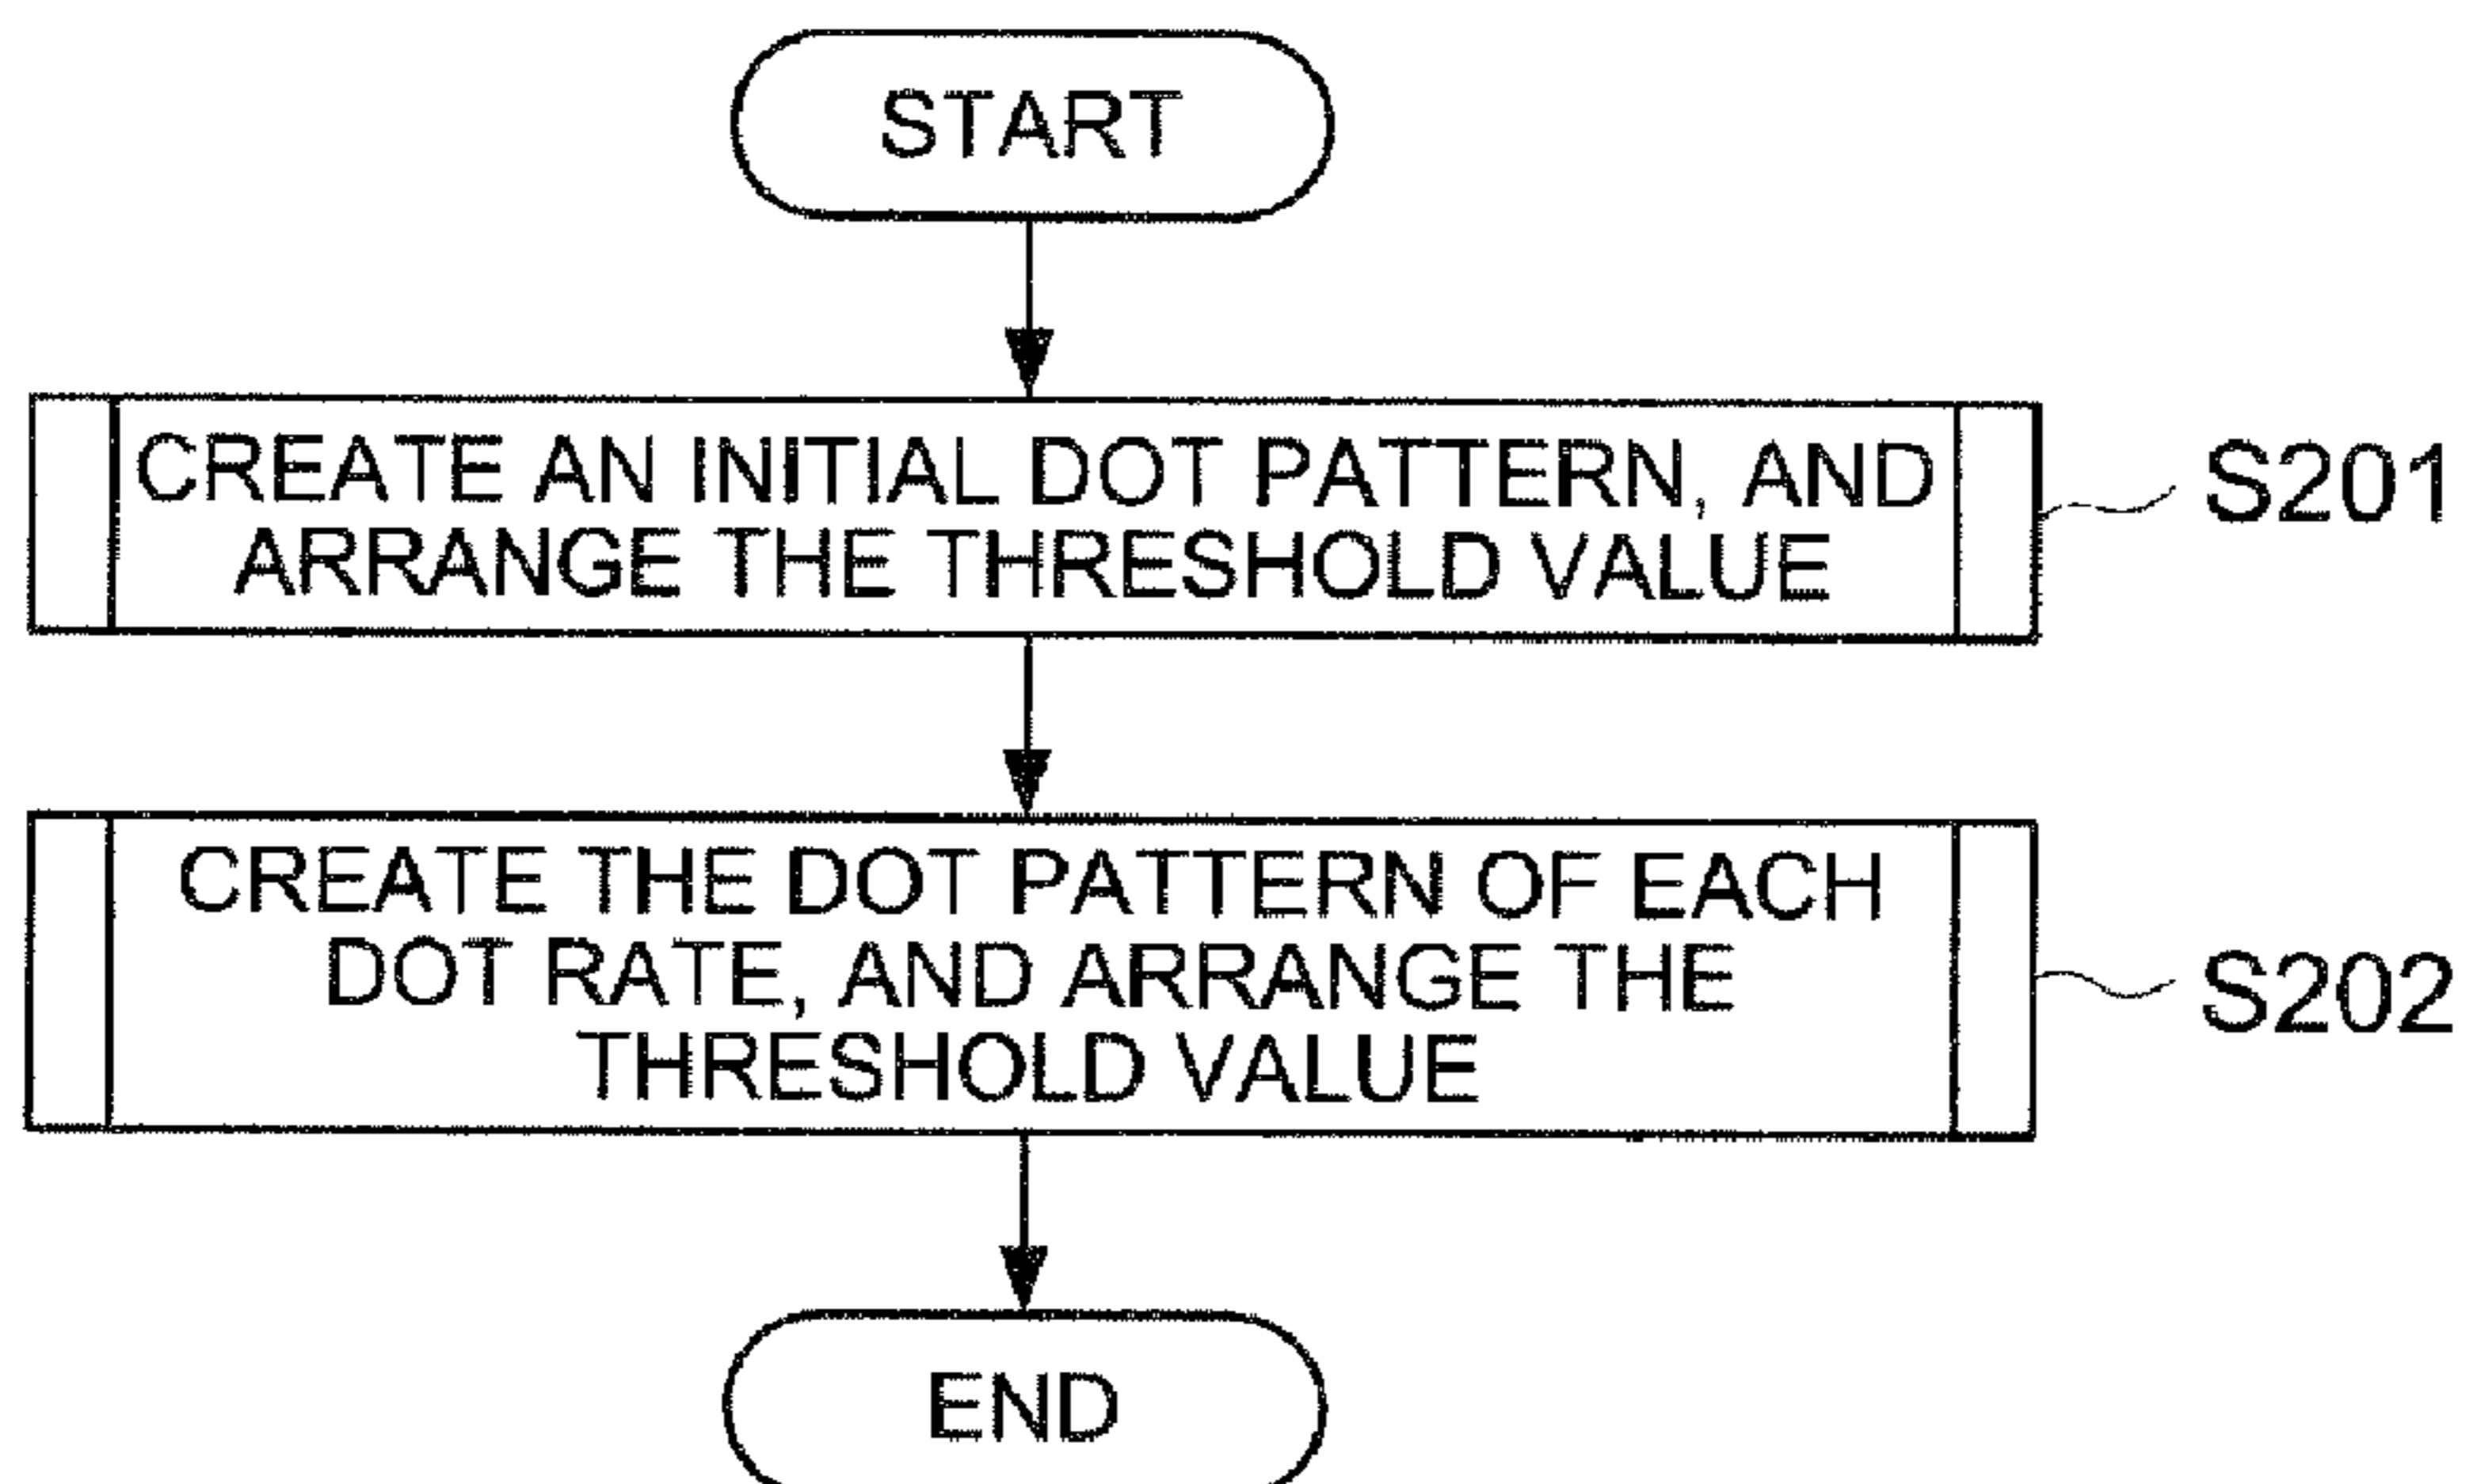 START
CREATE AN INITIAL DOT PATTERN, AND
ARRANGE THE THRESHOLD VALUE
S201
CREATE THE DOT PATTERN OF EACH
DOT RATE, AND ARRANGE THE
THRESHOLD VALUE
S202
END